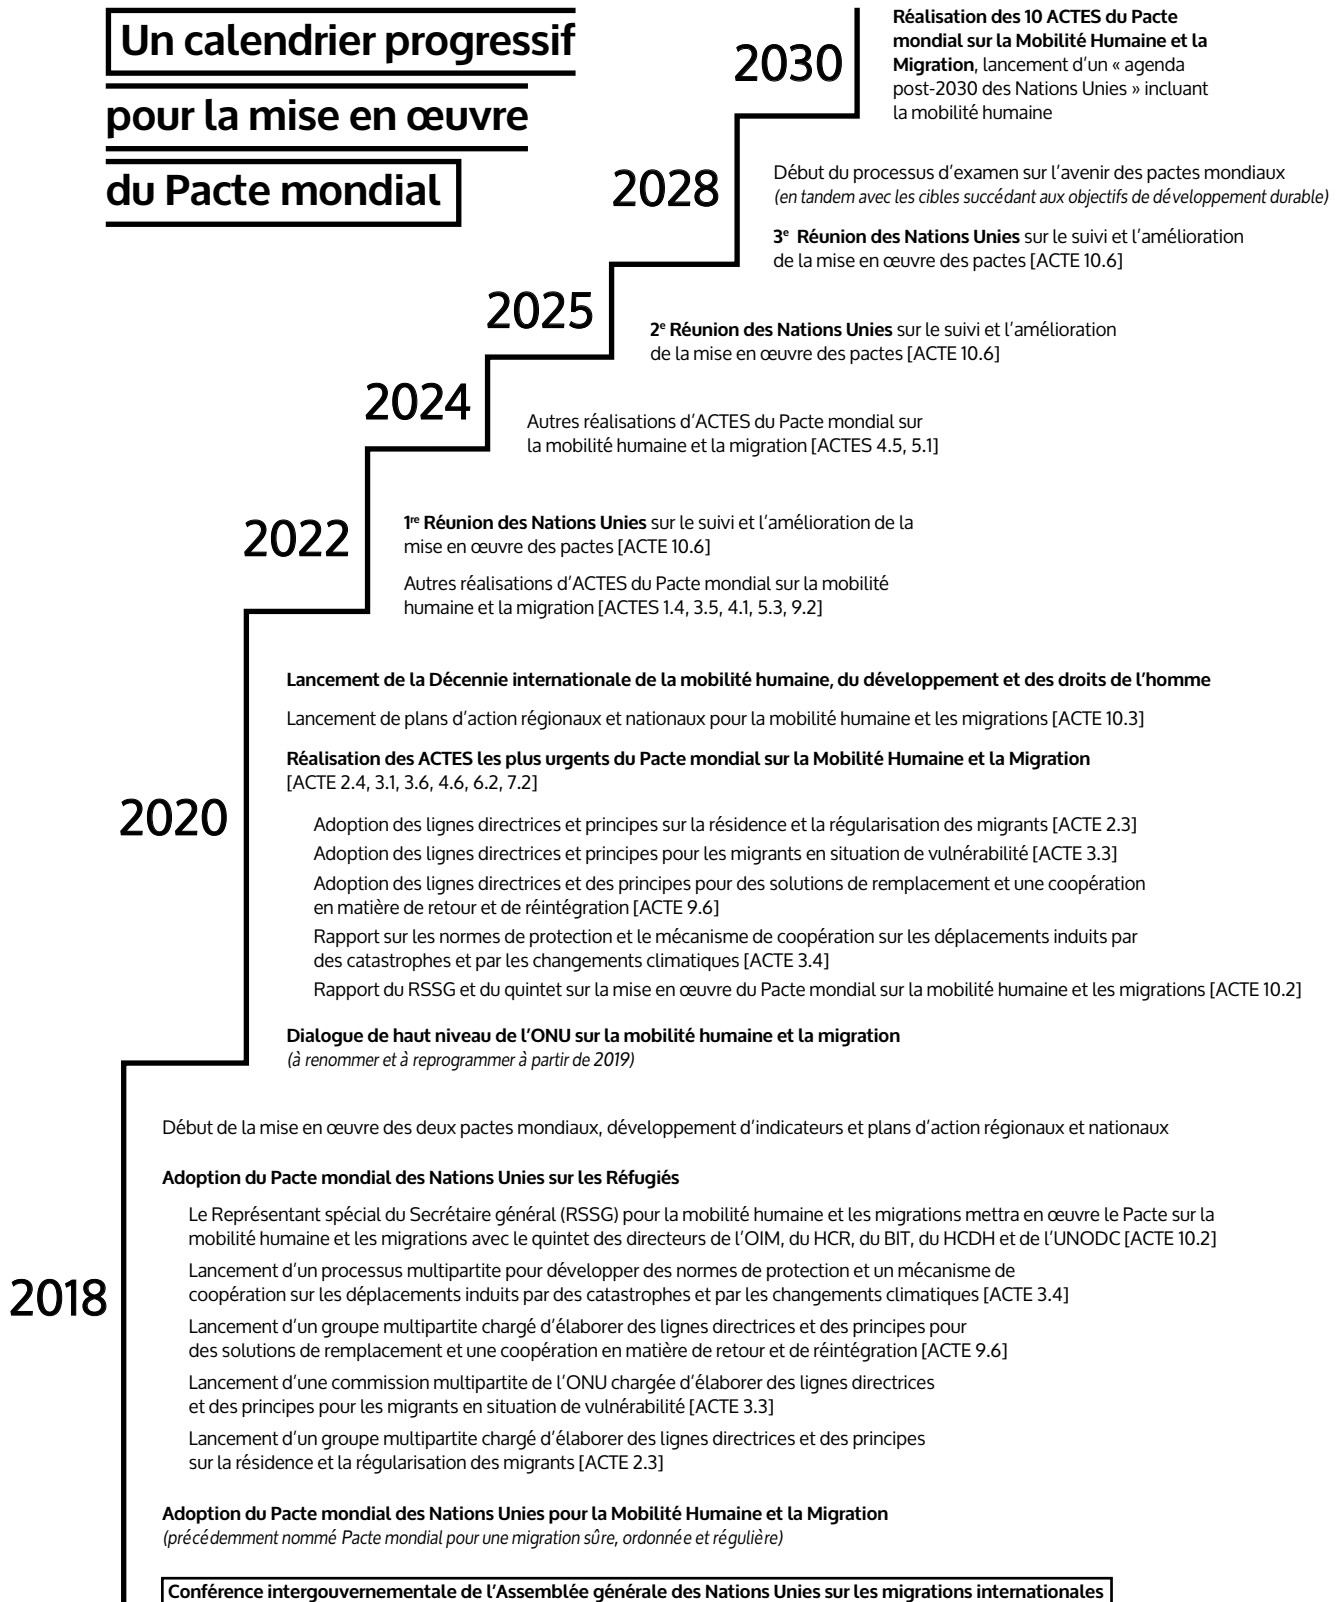 Un calendrier progressif
pour la mise en œuvre
du Pacte mondial
2030
Réalisation des 10 ACTES du Pacte
mondial sur la Mobilité Humaine et la
Migration, lancement d'un « agenda
post-2030 des Nations Unies » incluant
la mobilité humaine
2028
Début du processus d'examen sur l'avenir des pactes mondiaux
(en tandem avec les cibles succédant aux objectifs de développement durable)
3e Réunion des Nations Unies sur le suivi et l'amélioration
de la mise en œuvre des pactes [ACTE 10.6]
2025
2e Réunion des Nations Unies sur le suivi et l'amélioration
de la mise en œuvre des pactes [ACTE 10.6]
2024
Autres réalisations d'ACTES du Pacte mondial sur
la mobilité humaine et la migration [ACTES 4.5, 5.1]
2022
1re Réunion des Nations Unies sur le suivi et l'amélioration de la
mise en œuvre des pactes [ACTE 10.6]
Autres réalisations d'ACTES du Pacte mondial sur la mobilité
humaine et la migration [ACTES 1.4, 3.5, 4.1, 5.3, 9.2]
2020
Lancement de la Décennie internationale de la mobilité humaine, du développement et des droits de l'homme
Lancement de plans d'action régionaux et nationaux pour la mobilité humaine et les migrations [ACTE 10.3]
Réalisation des ACTES les plus urgents du Pacte mondial sur la Mobilité Humaine et la Migration
[ACTE 2.4, 3.1, 3.6, 4.6, 6.2, 7.2]
Adoption des lignes directrices et principes sur la résidence et la régularisation des migrants [ACTE 2.3]
Adoption des lignes directrices et principes pour les migrants en situation de vulnérabilité [ACTE 3.3]
Adoption des lignes directrices et des principes pour des solutions de remplacement et une coopération
en matière de retour et de réintégration [ACTE 9.6]
Rapport sur les normes de protection et le mécanisme de coopération sur les déplacements induits par
des catastrophes et par les changements climatiques [ACTE 3.4]
Rapport du RSSG et du quintet sur la mise en œuvre du Pacte mondial sur la mobilité humaine et les migrations [ACTE 10.2]
Dialogue de haut niveau de l'ONU sur la mobilité humaine et la migration
(à renommer et à reprogrammer à partir de 2019)
2018
Début de la mise en œuvre des deux pactes mondiaux, développement d'indicateurs et plans d'action régionaux et nationaux
Adoption du Pacte mondial des Nations Unies sur les Réfugiés
Le Représentant spécial du Secrétaire général (RSSG) pour la mobilité humaine et les migrations mettra en œuvre le Pacte sur la
mobilité humaine et les migrations avec le quintet des directeurs de l'OIM, du HCR, du BIT, du HCDH et de l'UNODC [ACTE 10.2]
Lancement d'un processus multipartite pour développer des normes de protection et un mécanisme de
coopération sur les déplacements induits par des catastrophes et par les changements climatiques [ACTE 3.4]
Lancement d'un groupe multipartite chargé d'élaborer des lignes directrices et des principes pour
des solutions de remplacement et une coopération en matière de retour et de réintégration [ACTE 9.6]
Lancement d'une commission multipartite de l'ONU chargée d'élaborer des lignes directrices
et des principes pour les migrants en situation de vulnérabilité [ACTE 3.3]
Lancement d'un groupe multipartite chargé d'élaborer des lignes directrices et des principes
sur la résidence et la régularisation des migrants [ACTE 2.3]
Adoption du Pacte mondial des Nations Unies pour la Mobilité Humaine et la Migration
(précédemment nommé Pacte mondial pour une migration sûre, ordonnée et régulière)
Conférence intergouvernementale de l'Assemblée générale des Nations Unies sur les migrations internationales